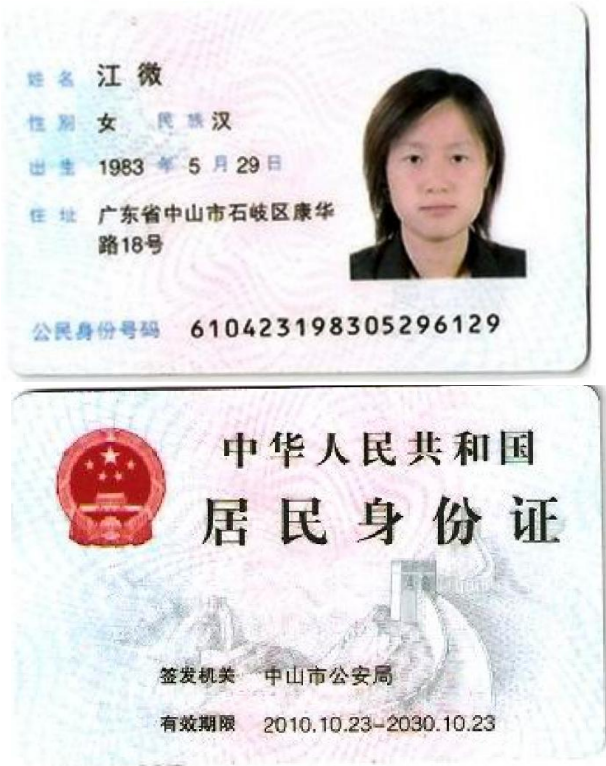 姓名 江微
性别 女 民族 汉
出生 1983 年 5 月 29 日
住址 广东省中山市石岐区康华
路18号
公民身份号码 610423198305296129
中华人民共和国
居民身份证
签发机关 中山市公安局
有效期限 2010.10.23-2030.10.23